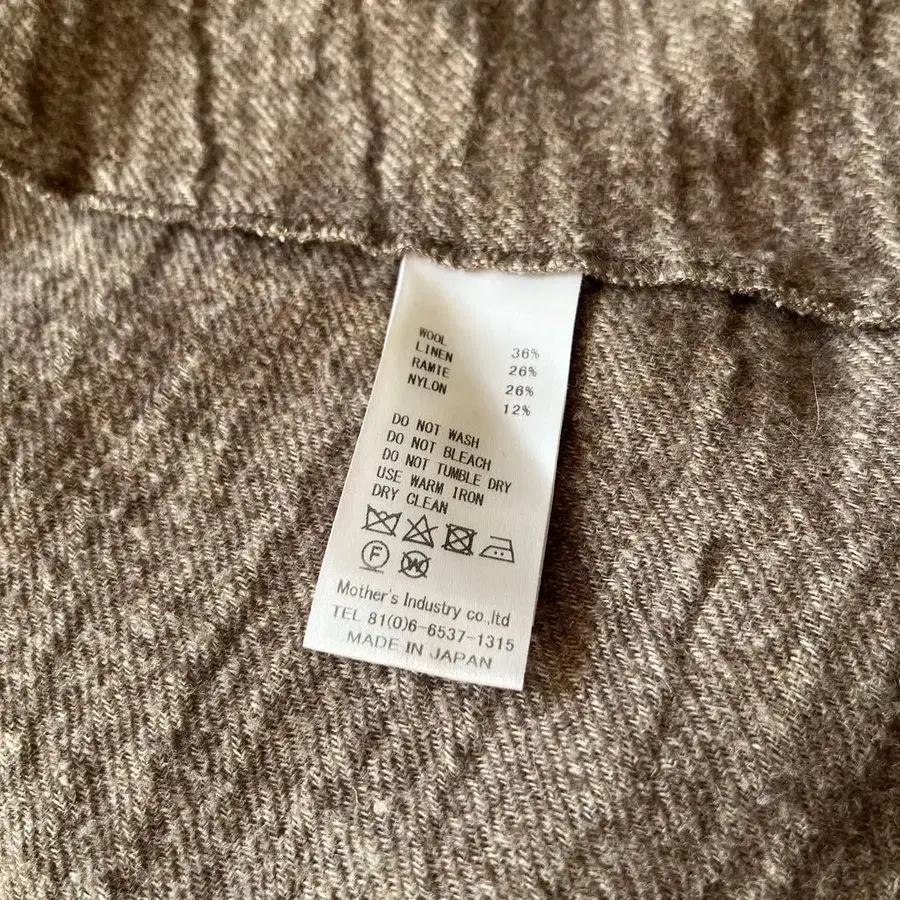 WOOL 36%
LINEN 26%
RAMIE 26%
NYLON 12%
DO NOT WASH
DO NOT BLEACH
DO NOT TUMBLE DRY
USE WARM IRON
DRY CLEAN
F W
Mother's Industry co.,ltd
TEL 81(0)6-6537-1315
MADE IN JAPAN